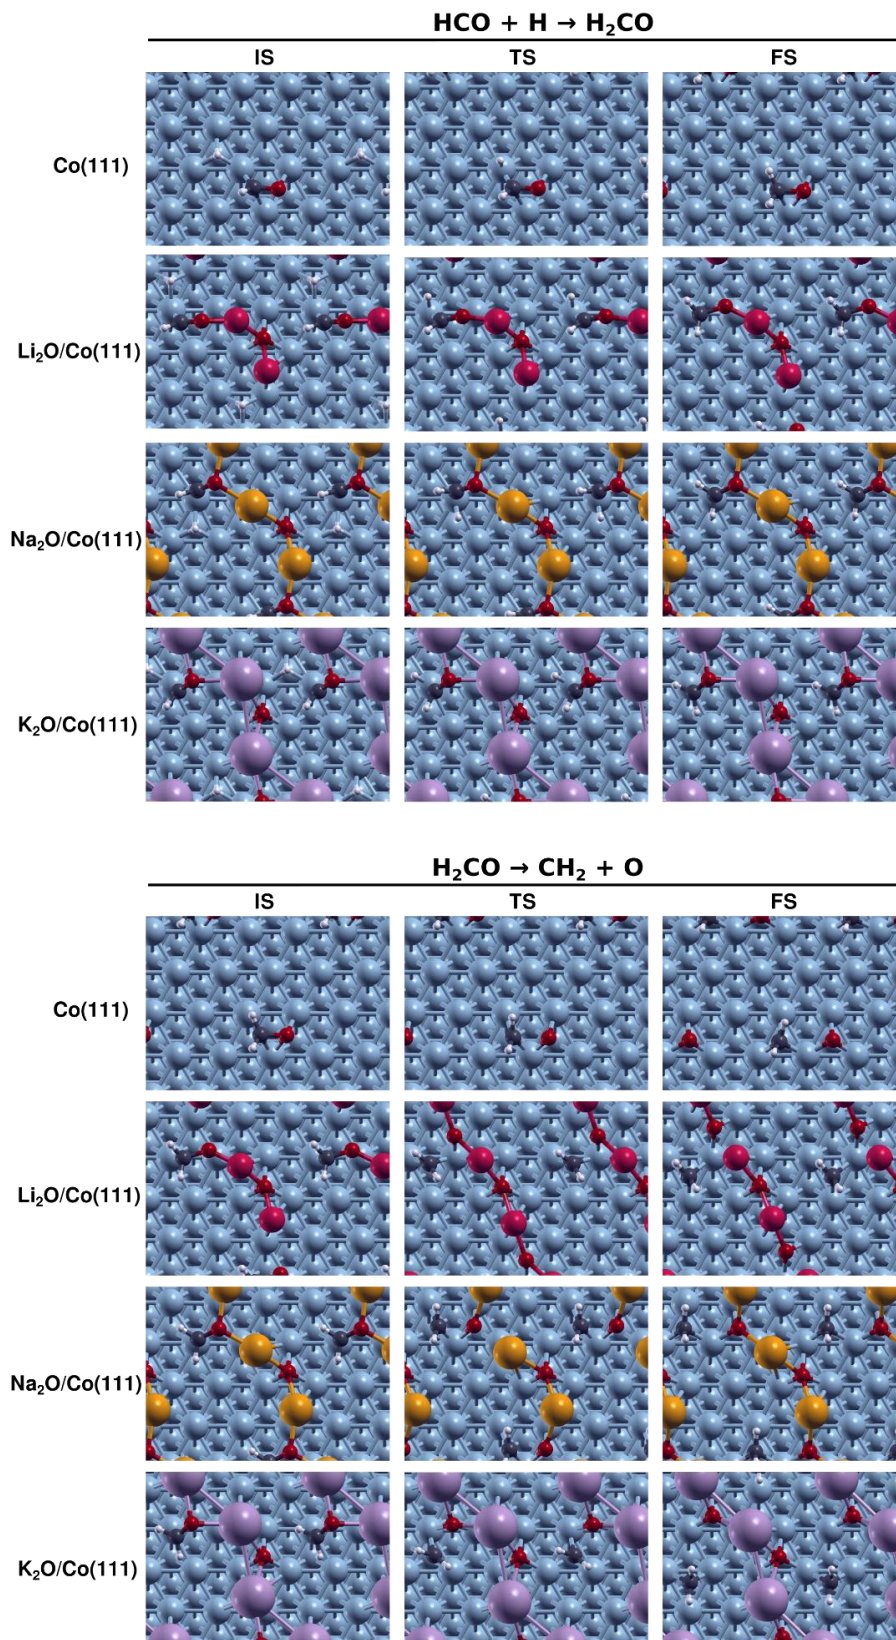 HCO + H → H₂CO
IS TS FS
Co(111)
Li₂O/Co(111)
Na₂O/Co(111)
K₂O/Co(111)
H₂CO → CH₂ + O
IS TS FS
Co(111)
Li₂O/Co(111)
Na₂O/Co(111)
K₂O/Co(111)